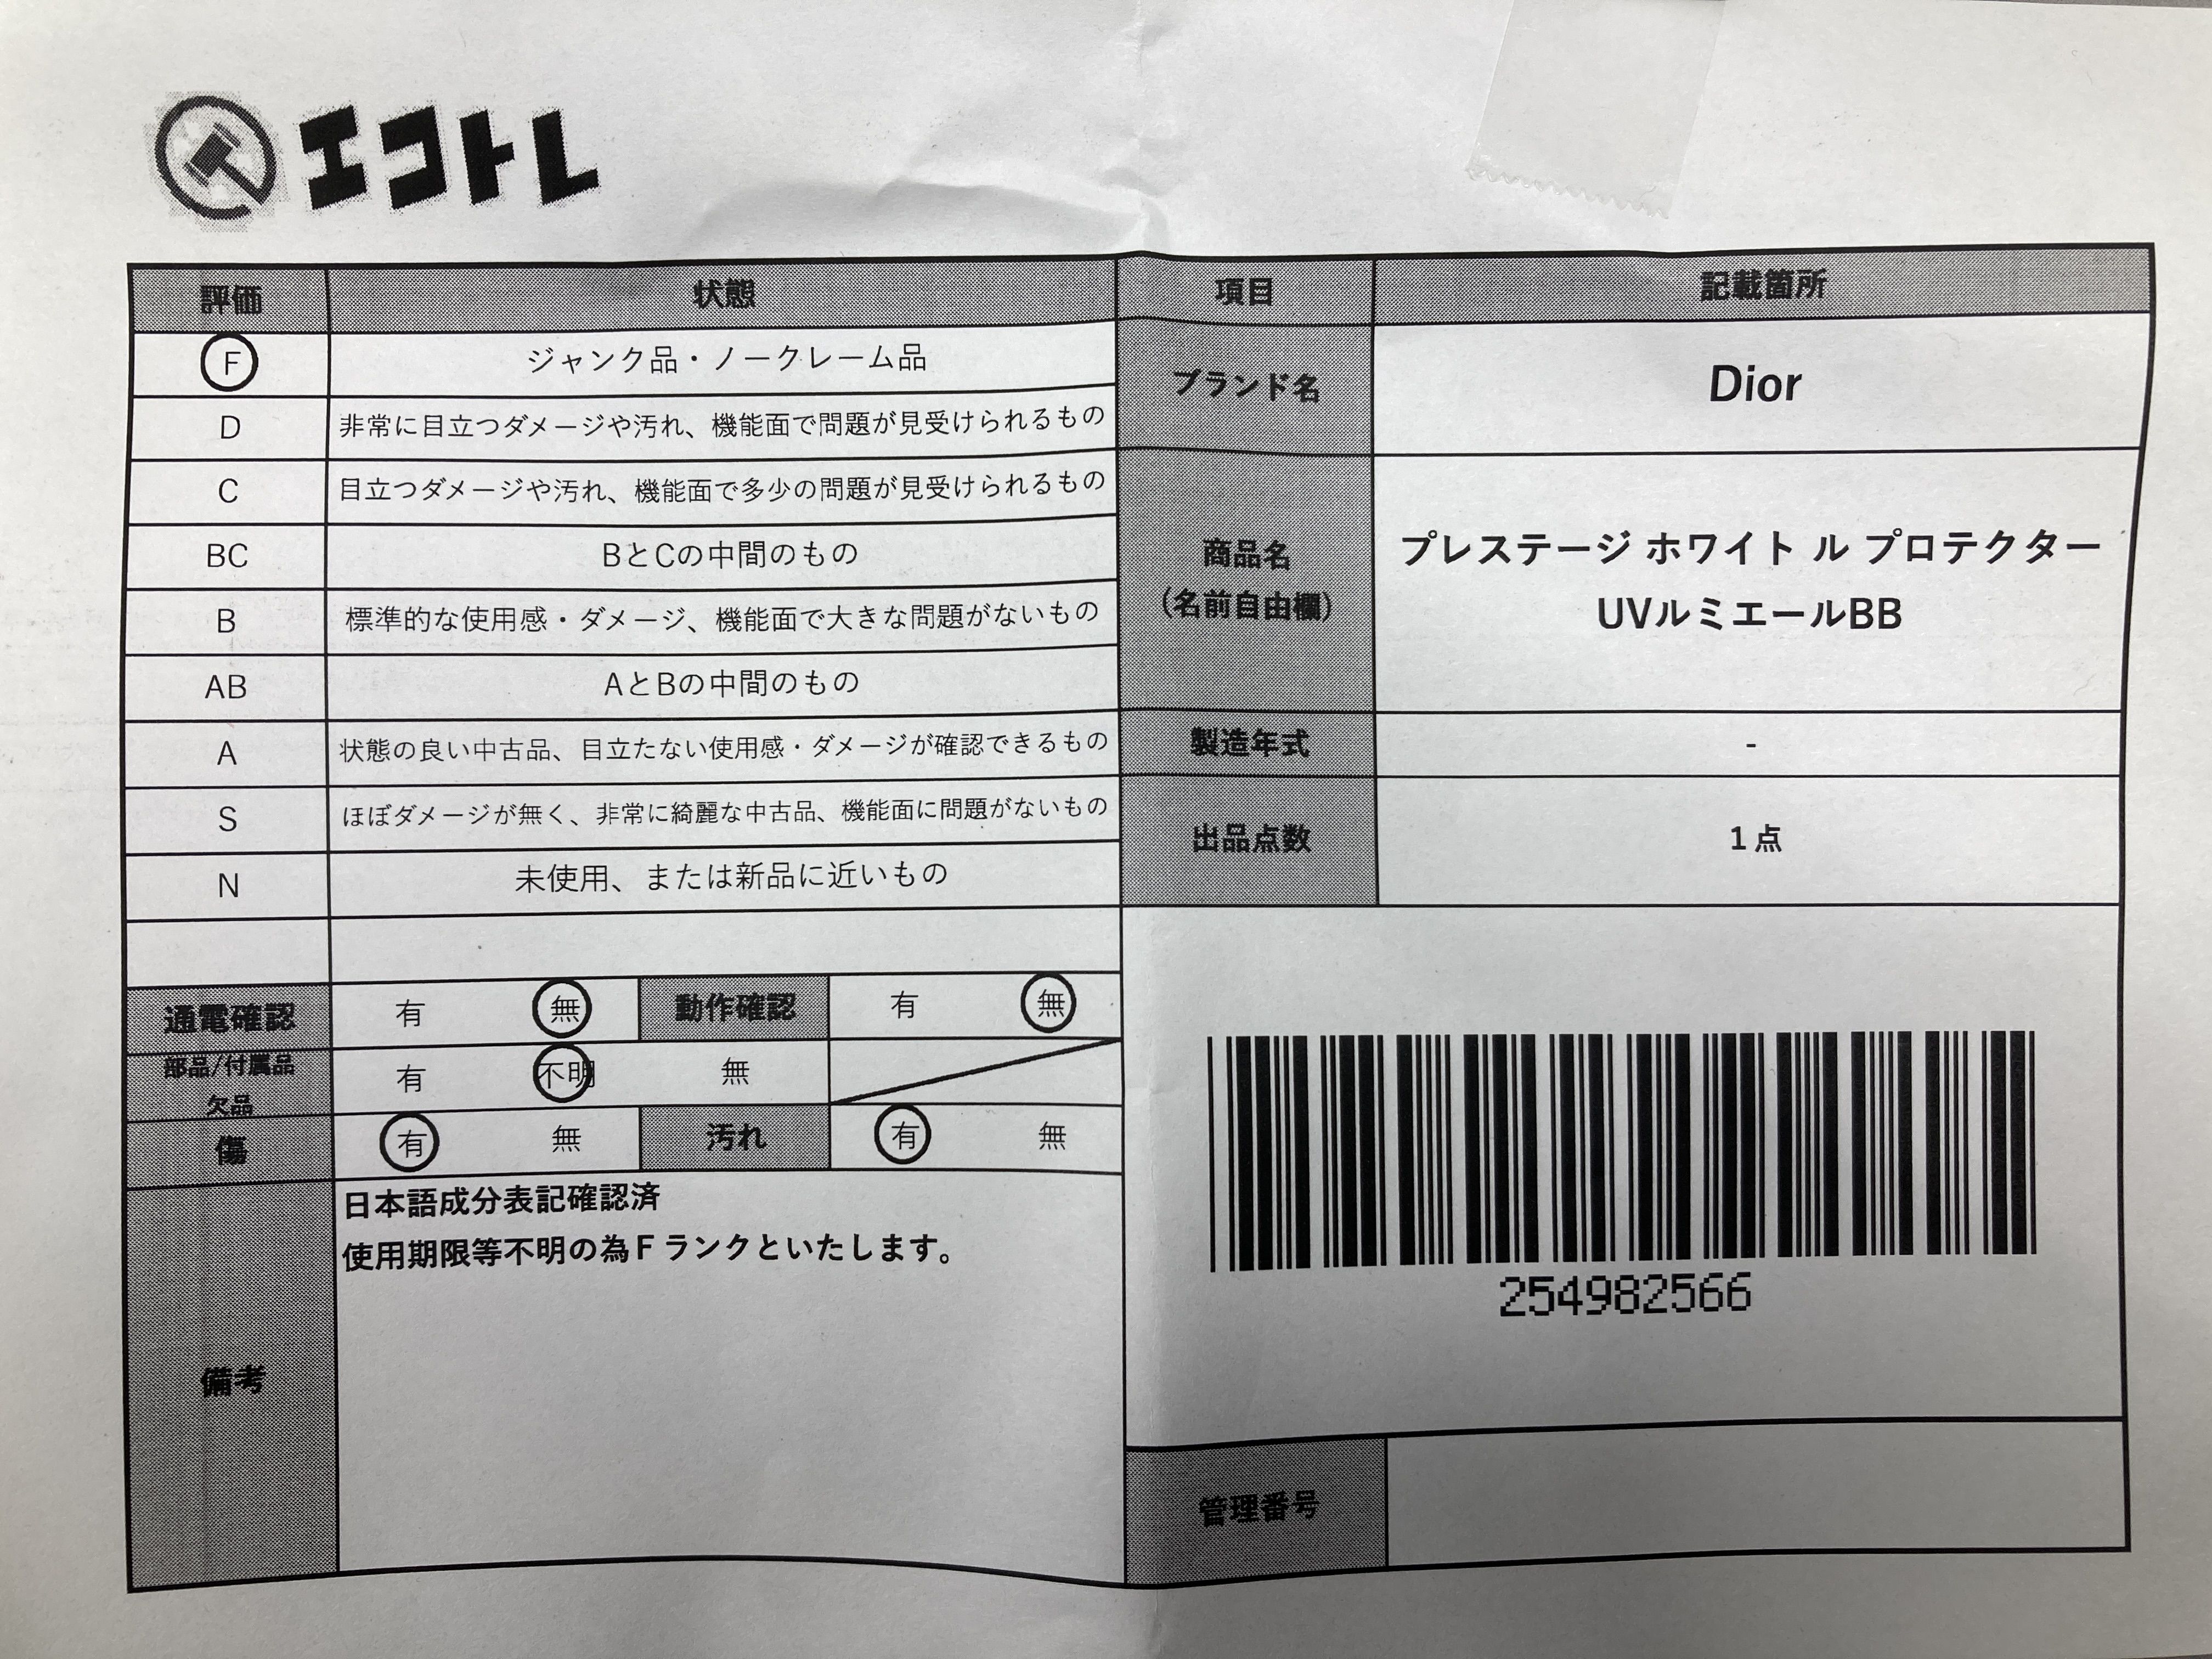 エコトレ
評価 状態 項目 記載箇所
F ジャンク品・ノークレーム品
D 非常に目立つダメージや汚れ、機能面で問題が見受けられるもの
C 目立つダメージや汚れ、機能面で多少の問題が見受けられるもの
BC BとCの中間のもの
B 標準的な使用感・ダメージ、機能面で大きな問題がないもの
AB AとBの中間のもの
A 状態の良い中古品、目立たない使用感・ダメージが確認できるもの
S ほぼダメージが無く、非常に綺麗な中古品、機能面に問題がないもの
N 未使用、または新品に近いもの
ブランド名 Dior
商品名
(名前自由欄)
プレステージ ホワイト ル プロテクター
UVルミエールBB
製造年式 -
出品点数 1点
通電確認 有 無 動作確認 有 無
部品/付属品
欠品
有 不明 無
傷 有 無 汚れ 有 無
備考
日本語成分表記確認済
使用期限等不明の為Fランクといたします。
254982566
管理番号